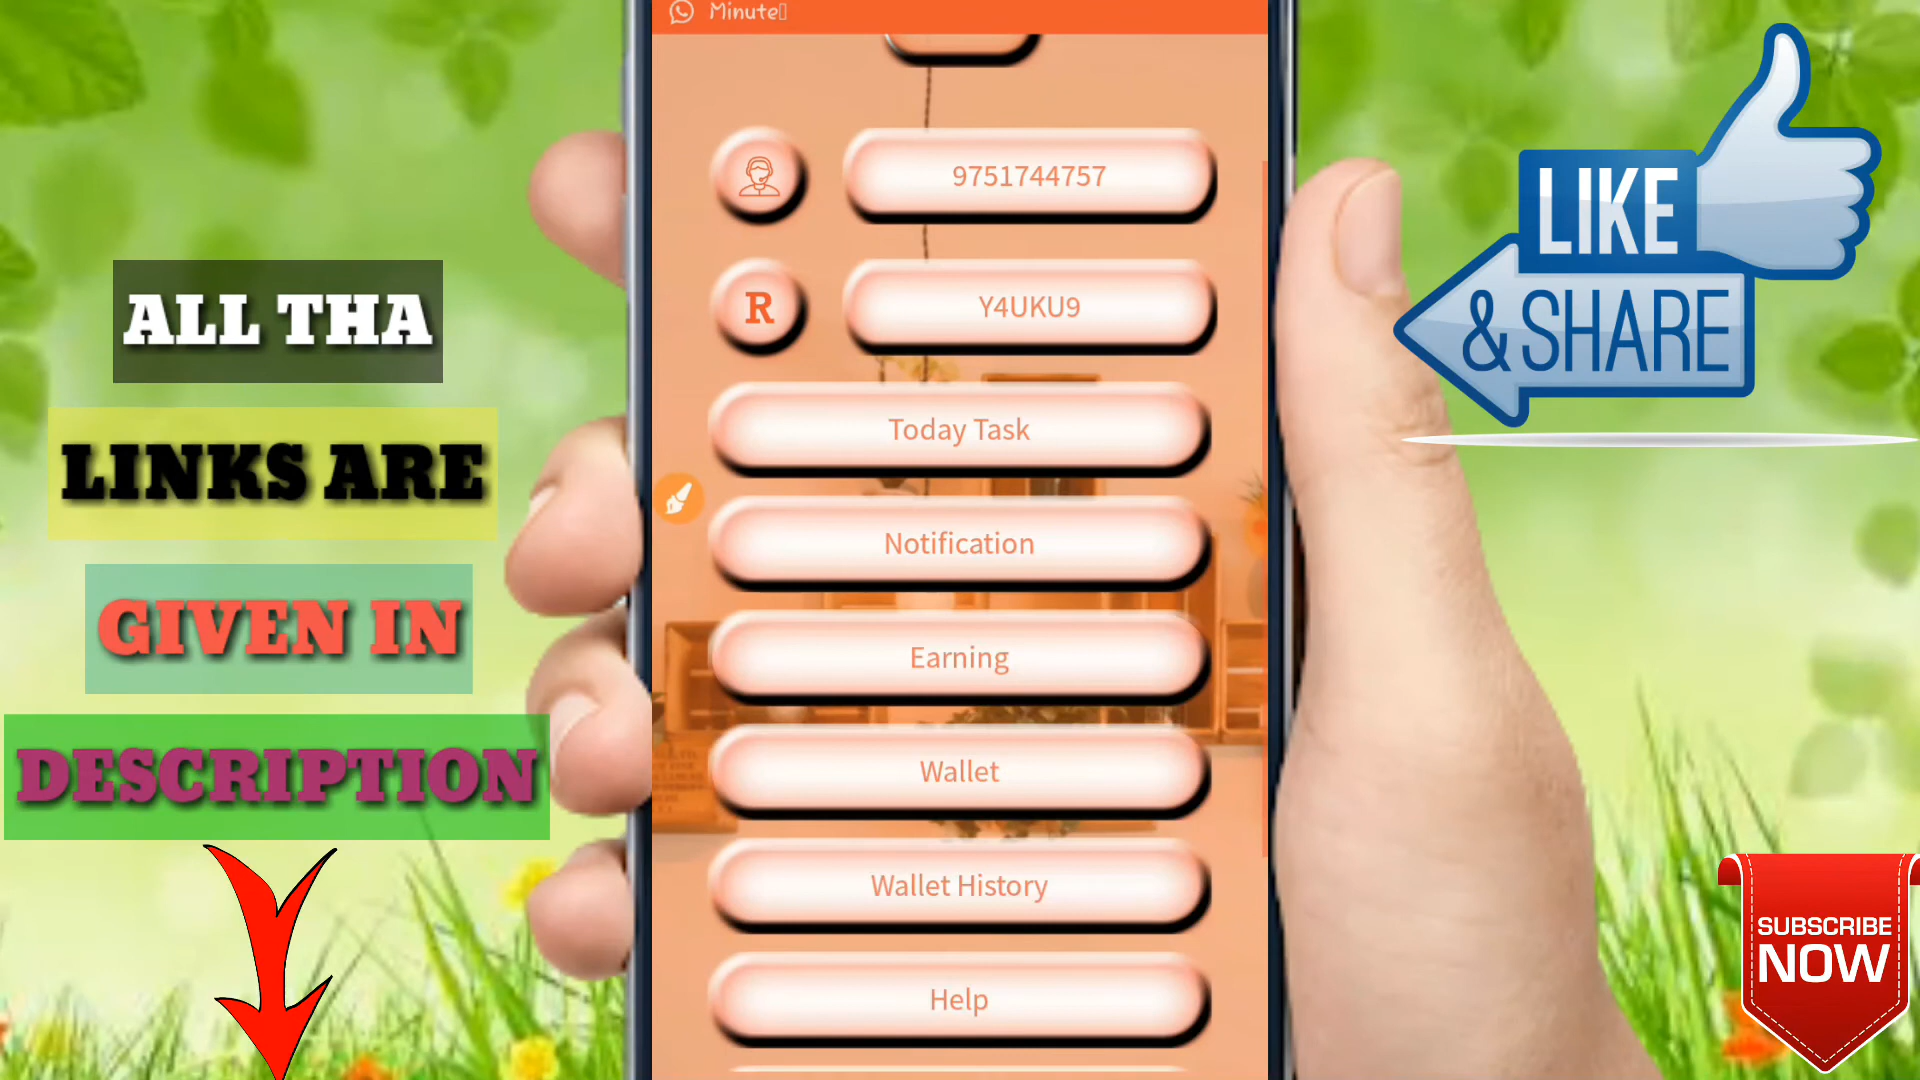 Minute
9751744757
R
Y4UKU9
Today Task
Notification
Earning
Wallet
Wallet History
Help
ALL THA
LINKS ARE
GIVEN IN
DESCRIPTION
LIKE
& SHARE
SUBSCRIBE
NOW